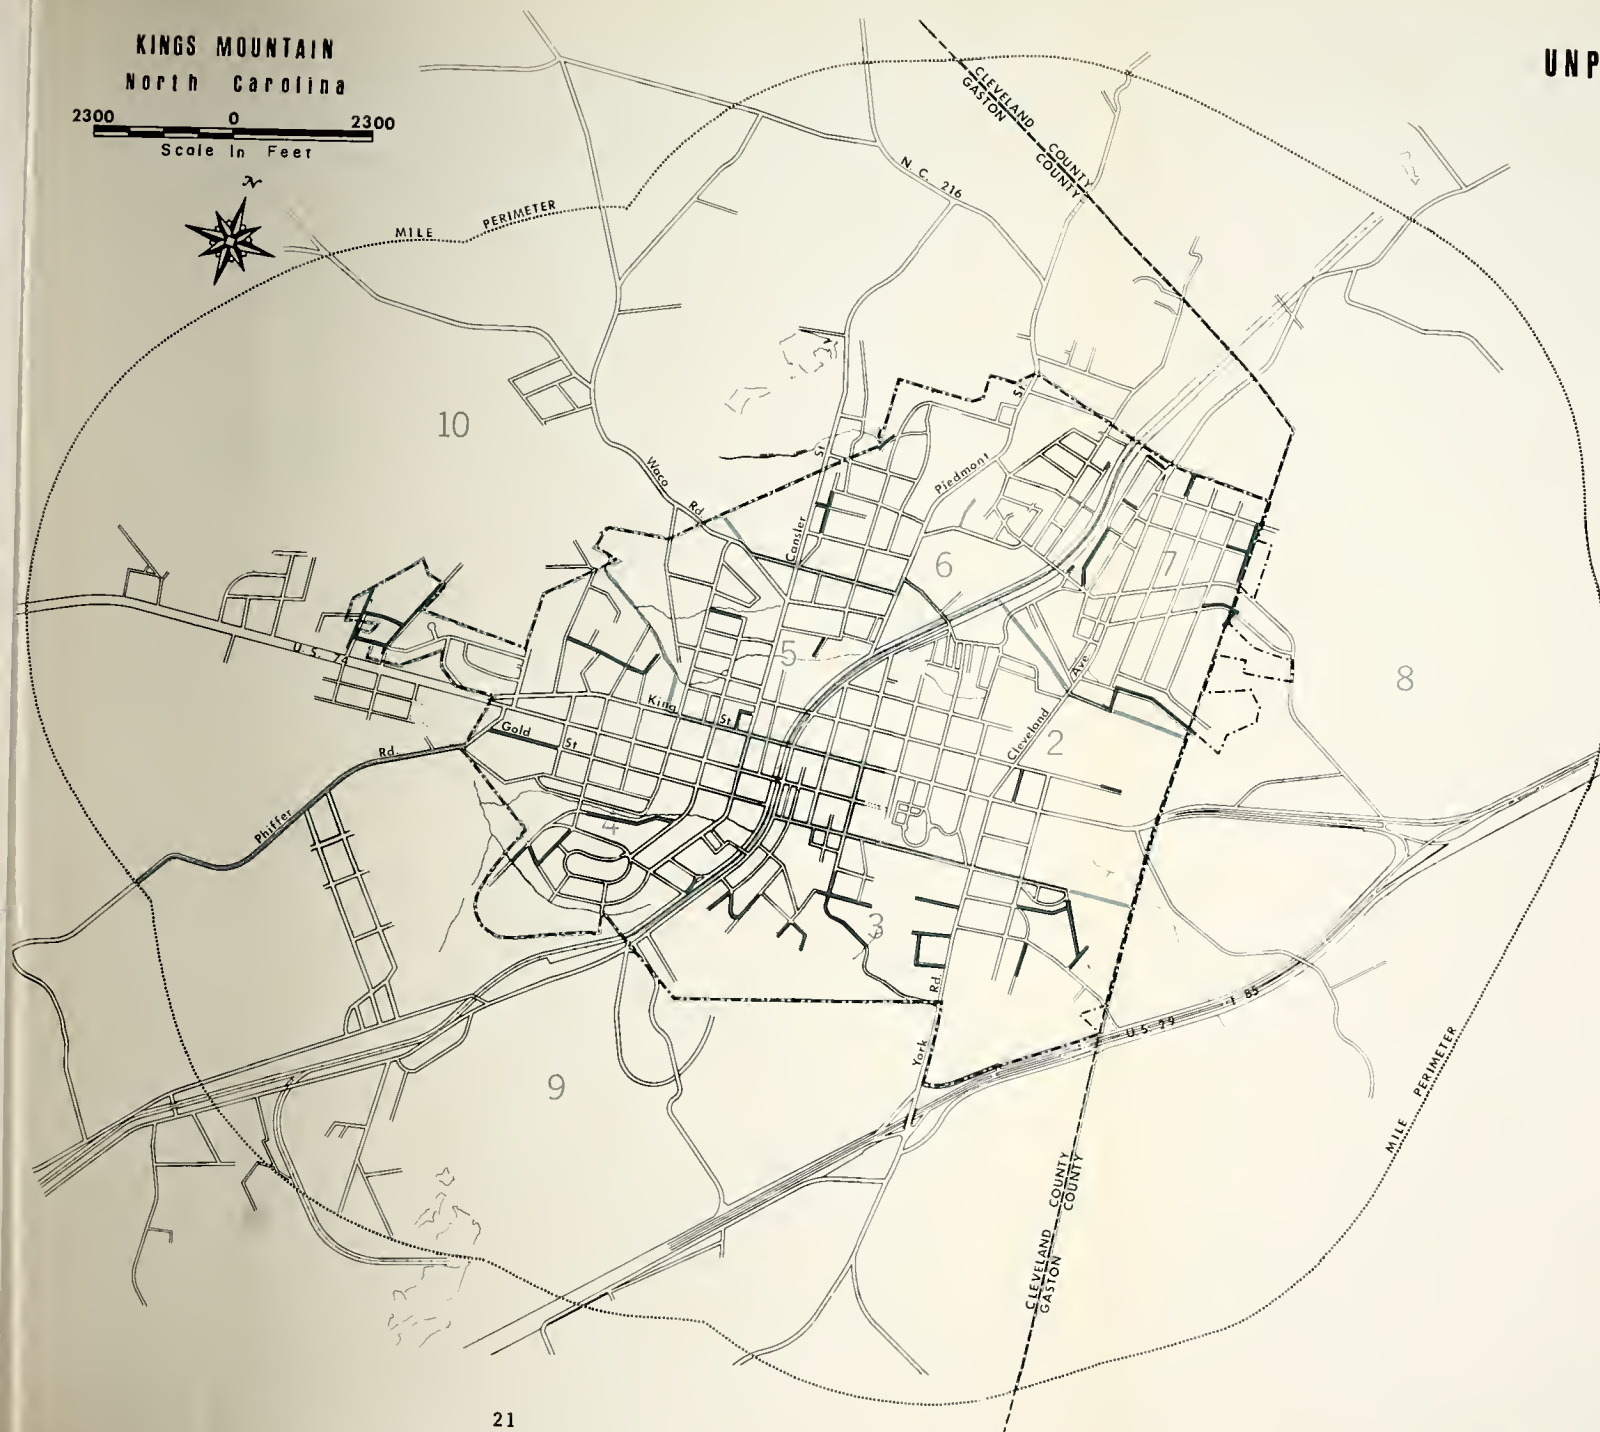 KINGS MOUNTAIN
North Carolina
2300 0 2300
Scale In Feet
N
UNP
CLEVELAND COUNTY
GASTON COUNTY
N. C. 216
MILE PERIMETER
10
Waco Rd.
Cansler St
Piedmont St.
6
7
5
8
U.S. 74
King St
Gold St
Cleveland Ave
2
Phiffer Rd.
4
3
York Rd
U.S. 29
I 85
9
MILE PERIMETER
CLEVELAND COUNTY
GASTON COUNTY
21